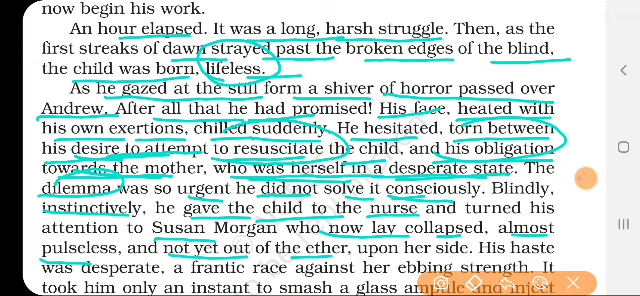 now begin his work.
An hour elapsed. It was a long, harsh struggle. Then, as the
first streaks of dawn strayed past the broken edges of the blind,
the child was born, lifeless.
As he gazed at the still form a shiver of horror passed over
Andrew. After all that he had promised! His face, heated with
his own exertions, chilled suddenly. He hesitated, torn between
his desire to attempt to resuscitate the child, and his obligation
towards the mother, who was herself in a desperate state. The
dilemma was so urgent he did not solve it consciously. Blindly,
instinctively, he gave the child to the nurse and turned his
attention to Susan Morgan who now lay collapsed, almost
pulseless, and not yet out of the ether, upon her side. His haste
was desperate, a frantic race against her ebbing strength. It
took him only an instant to smash a glass ampule and inject